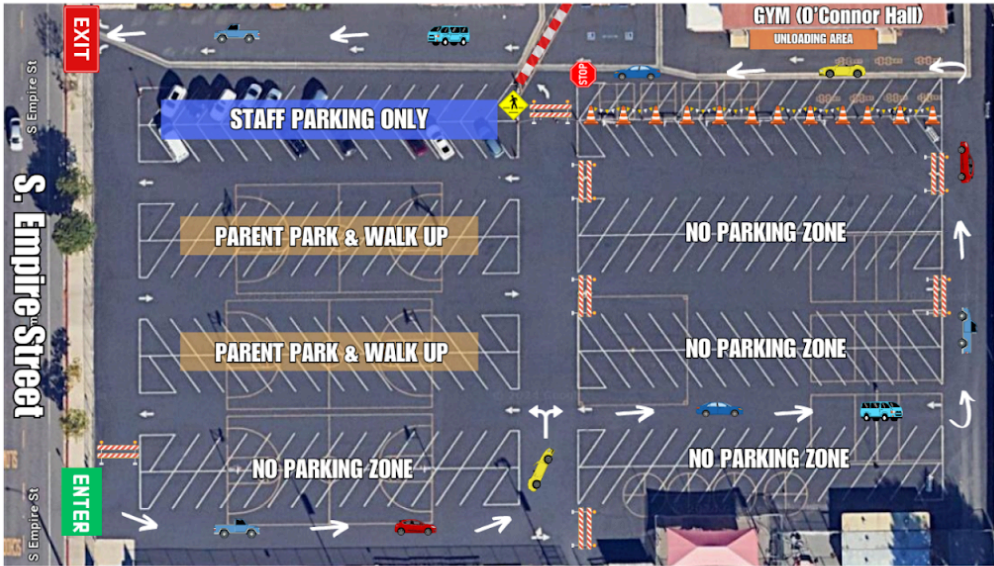 EXIT
GYM (O'Connor Hall)
UNLOADING AREA
S Empire St
STOP
STAFF PARKING ONLY
S. Empire Street
PARENT PARK & WALK UP
NO PARKING ZONE
PARENT PARK & WALK UP
NO PARKING ZONE
NO PARKING ZONE
NO PARKING ZONE
ENTER
S Empire St